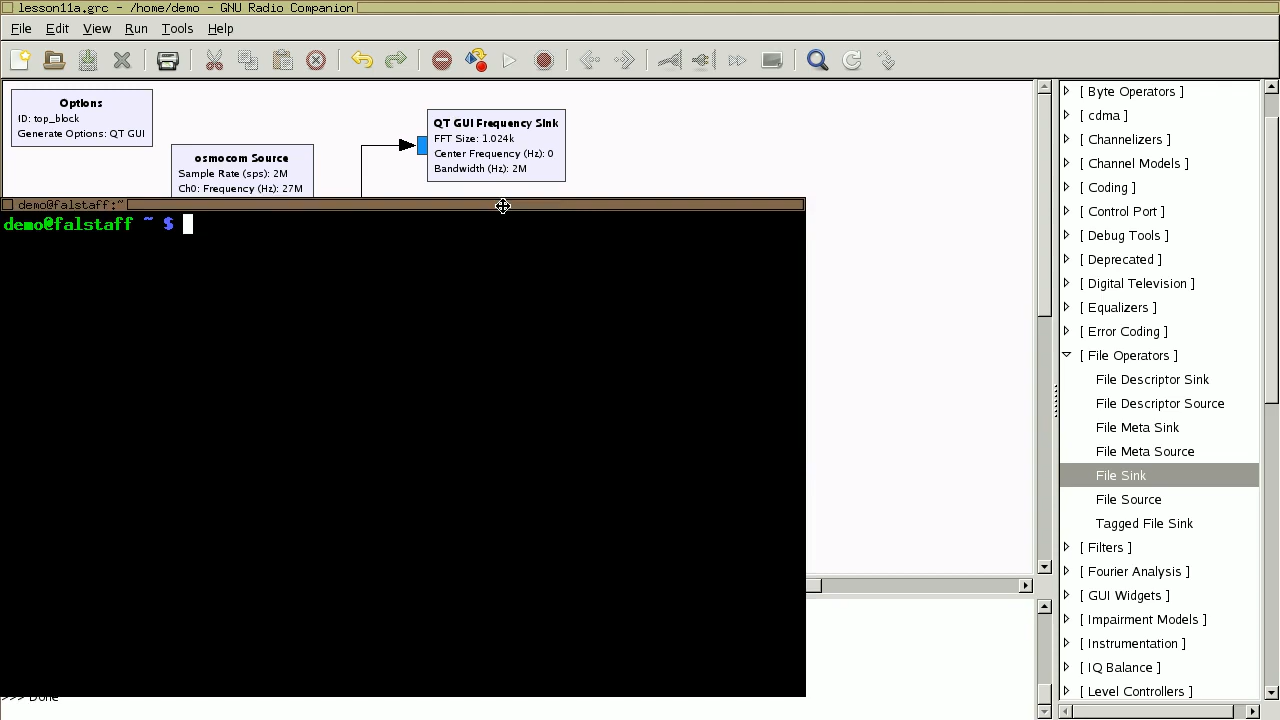 lesson11a.grc - /home/demo - GNU Radio Companion
File Edit View Run Tools Help
Options
ID: top_block
Generate Options: QT GUI
osmocom Source
Sample Rate (sps): 2M
Ch0: Frequency (Hz): 27M
QT GUI Frequency Sink
FFT Size: 1.024k
Center Frequency (Hz): 0
Bandwidth (Hz): 2M
demo@falstaff:~
demo@falstaff ~ $
>>> Done
[ Byte Operators ]
[ cdma ]
[ Channelizers ]
[ Channel Models ]
[ Coding ]
[ Control Port ]
[ Debug Tools ]
[ Deprecated ]
[ Digital Television ]
[ Equalizers ]
[ Error Coding ]
[ File Operators ]
File Descriptor Sink
File Descriptor Source
File Meta Sink
File Meta Source
File Sink
File Source
Tagged File Sink
[ Filters ]
[ Fourier Analysis ]
[ GUI Widgets ]
[ Impairment Models ]
[ Instrumentation ]
[ IQ Balance ]
[ Level Controllers ]